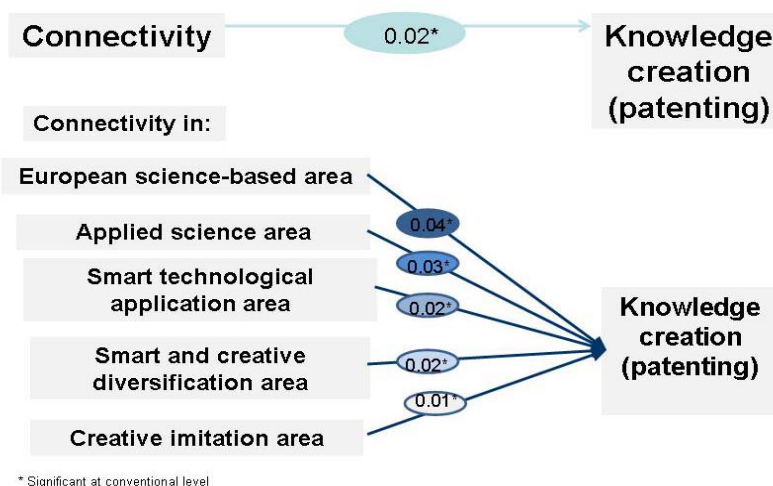 Connectivity
0.02*
Knowledge
creation
(patenting)
Connectivity in:
European science-based area
0.04*
Applied science area
0.03*
Smart technological
application area
0.02*
Knowledge
creation
(patenting)
Smart and creative
diversification area
0.02*
0.01*
Creative imitation area
* Significant at conventional level